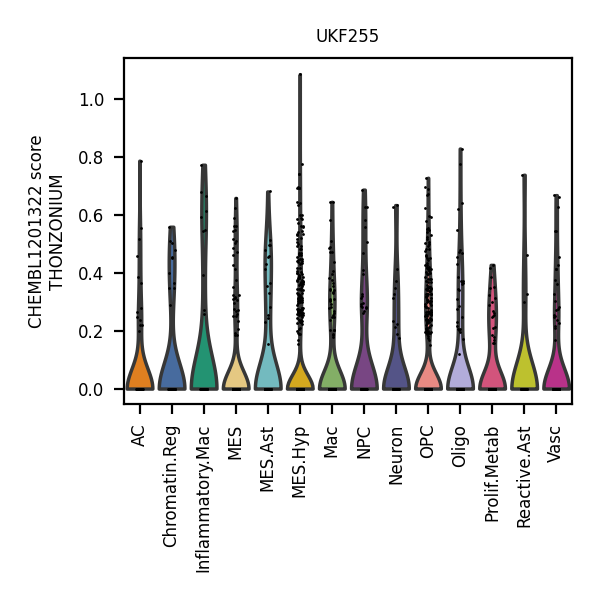 UKF255
CHEMBL1201322 score
THONZONIUM
1.0
0.8
0.6
0.4
0.2
0.0
AC
Chromatin.Reg
Inflammatory.Mac
MES
MES.Ast
MES.Hyp
Mac
NPC
Neuron
OPC
Oligo
Prolif.Metab
Reactive.Ast
Vasc